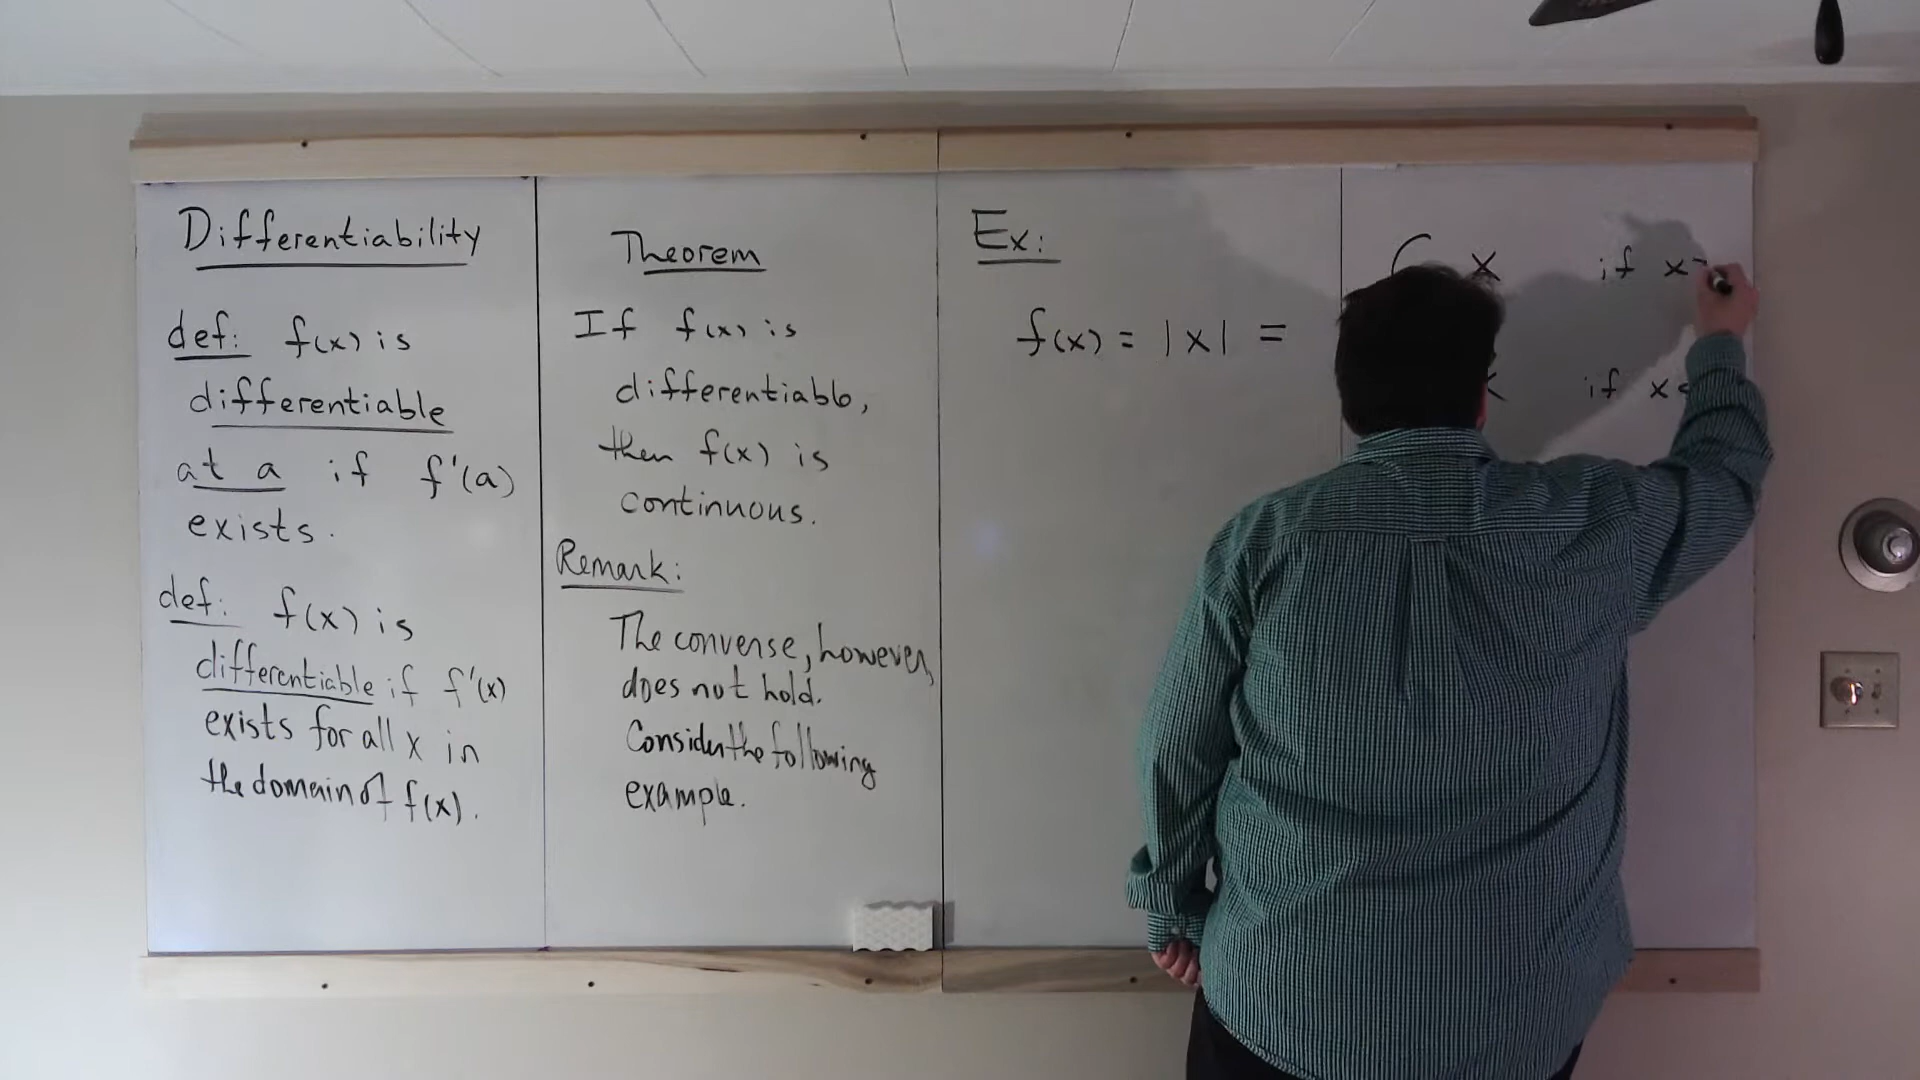 Differentiability
def: f(x) is
differentiable
at a if f'(a)
exists.
def: f(x) is
differentiable if f'(x)
exists for all x in
the domain of f(x).
Theorem
If f(x) is
differentiable,
then f(x) is
continuous.
Remark:
The converse, however,
does not hold.
Consider the following
example.
Ex:
f(x) = |x| =
x if x
if x <